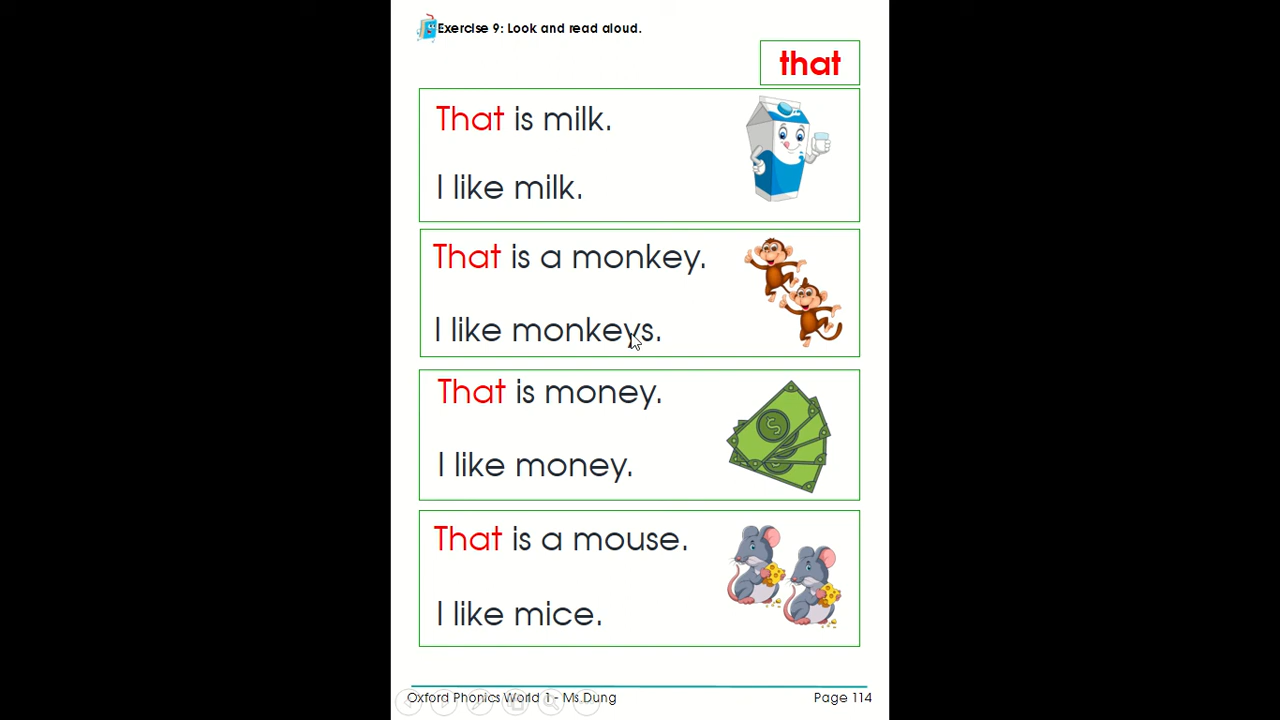 Exercise 9: Look and read aloud.
that
That is milk.
I like milk.
That is a monkey.
I like monkeys.
That is money.
$
I like money.
That is a mouse.
I like mice.
Oxford Phonics World 1 - Ms.Dung
Page 114